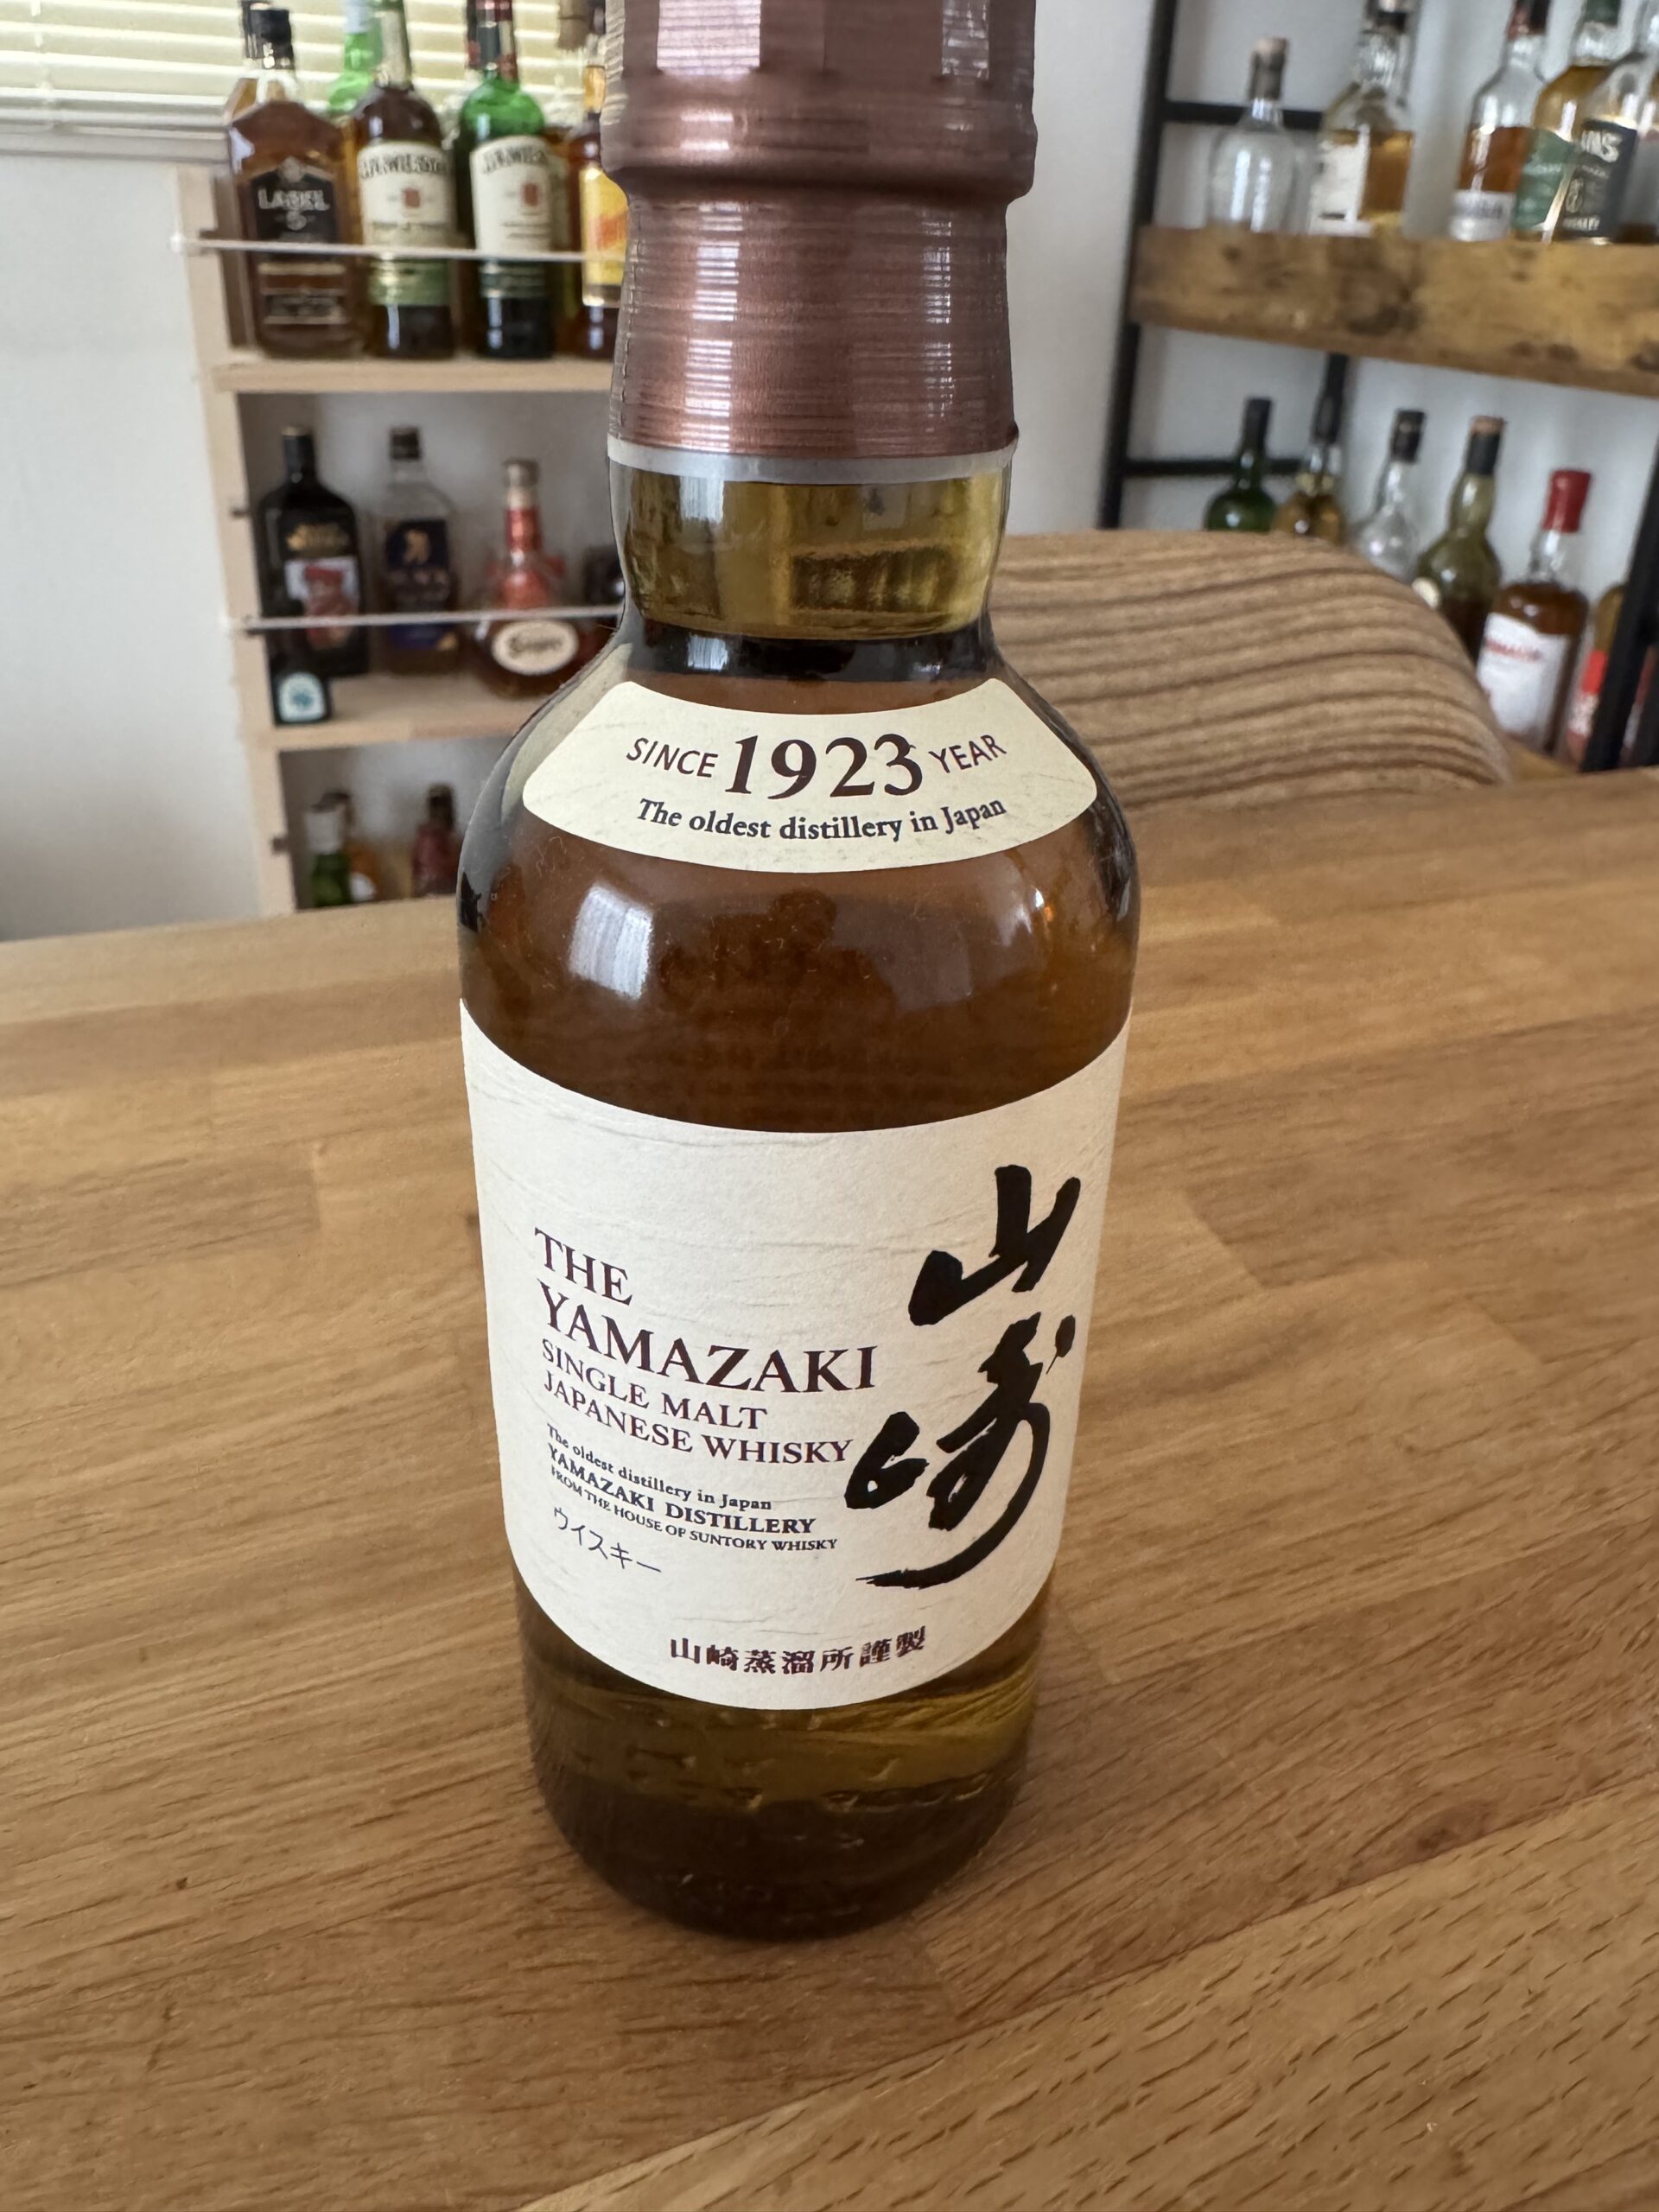 SINCE 1923 YEAR
The oldest distillery in Japan
THE
YAMAZAKI
SINGLE MALT
JAPANESE WHISKY
The oldest distillery in Japan
YAMAZAKI DISTILLERY
FROM THE HOUSE OF SUNTORY WHISKY
ウイスキー
山崎
山崎蒸溜所謹製
LABEL
5